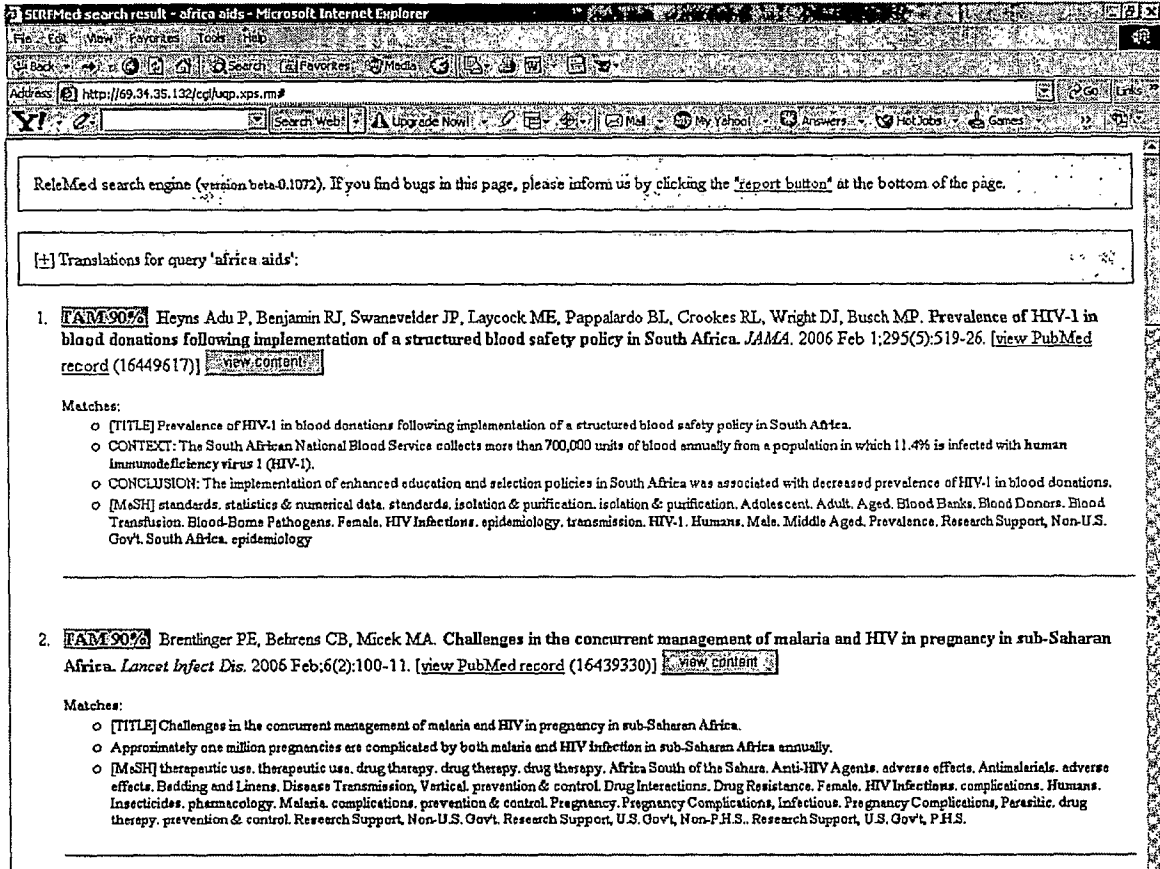 SERFMed search result - africa aids - Microsoft Internet Explorer
File Edit View Favorites Tools Help
Back Search Favorites Media
Address http://69.34.35.132/cgi/uqp.xps.rm# Go Links »
Y! Search Web Upgrade Now! Mail My Yahoo! Answers HotJobs Games »
ReleMed search engine (version beta-0.1072). If you find bugs in this page, please inform us by clicking the "report button" at the bottom of the page.
[+] Translations for query 'africa aids':
1. TAM 90% Heyns Adu P, Benjamin RJ, Swanevelder JP, Laycock ME, Pappalardo BL, Crookes RL, Wright DJ, Busch MP. Prevalence of HIV-1 in
blood donations following implementation of a structured blood safety policy in South Africa. JAMA. 2006 Feb 1;295(5):519-26. [view PubMed
record (16449617)] view content
Matches:
o [TITLE] Prevalence of HIV-1 in blood donations following implementation of a structured blood safety policy in South Africa.
o CONTEXT: The South African National Blood Service collects more than 700,000 units of blood annually from a population in which 11.4% is infected with human
immunodeficiency virus 1 (HIV-1).
o CONCLUSION: The implementation of enhanced education and selection policies in South Africa was associated with decreased prevalence of HIV-1 in blood donations.
o [MeSH] standards. statistics & numerical data. standards. isolation & purification. isolation & purification. Adolescent. Adult. Aged. Blood Banks. Blood Donors. Blood
Transfusion. Blood-Borne Pathogens. Female. HIV Infections. epidemiology. transmission. HIV-1. Humans. Male. Middle Aged. Prevalence. Research Support, Non-U.S.
Gov't. South Africa. epidemiology
2. TAM 90% Brentlinger PE, Behrens CB, Micek MA. Challenges in the concurrent management of malaria and HIV in pregnancy in sub-Saharan
Africa. Lancet Infect Dis. 2006 Feb;6(2):100-11. [view PubMed record (16439330)] view content
Matches:
o [TITLE] Challenges in the concurrent management of malaria and HIV in pregnancy in sub-Saharan Africa.
o Approximately one million pregnancies are complicated by both malaria and HIV infection in sub-Saharan Africa annually.
o [MeSH] therapeutic use. therapeutic use. drug therapy. drug therapy. drug therapy. Africa South of the Sahara. Anti-HIV Agents. adverse effects. Antimalarials. adverse
effects. Bedding and Linens. Disease Transmission, Vertical. prevention & control. Drug Interactions. Drug Resistance. Female. HIV Infections. complications. Humans.
Insecticides. pharmacology. Malaria. complications. prevention & control. Pregnancy. Pregnancy Complications, Infectious. Pregnancy Complications, Parasitic. drug
therapy. prevention & control. Research Support, Non-U.S. Gov't. Research Support, U.S. Gov't, Non-P.H.S.. Research Support, U.S. Gov't, P.H.S.